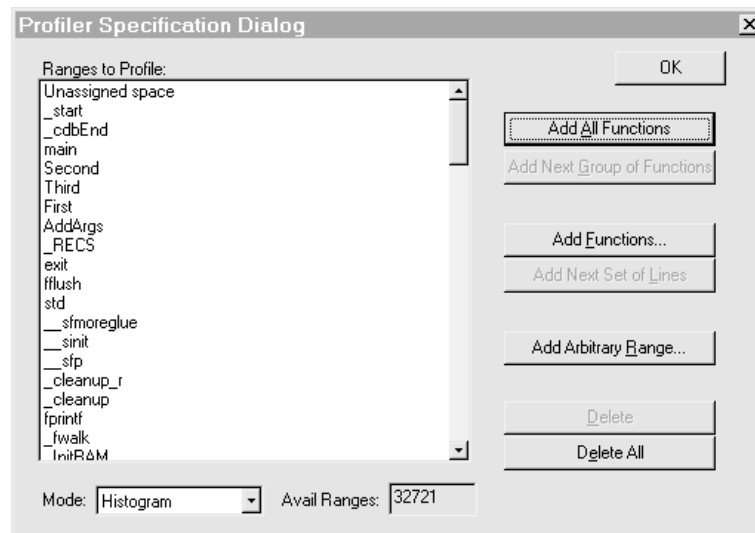 Profiler Specification Dialog
Ranges to Profile:
Unassigned space
_start
_cdbEnd
main
Second
Third
First
AddArgs
_RECS
exit
fflush
std
__sfmoreglue
__sinit
__sfp
_cleanup_r
_cleanup
fprintf
_fwalk
_InitRAM
OK
Add All Functions
Add Next Group of Functions
Add Functions...
Add Next Set of Lines
Add Arbitrary Range...
Delete
Delete All
Mode: Histogram Avail Ranges: 32721